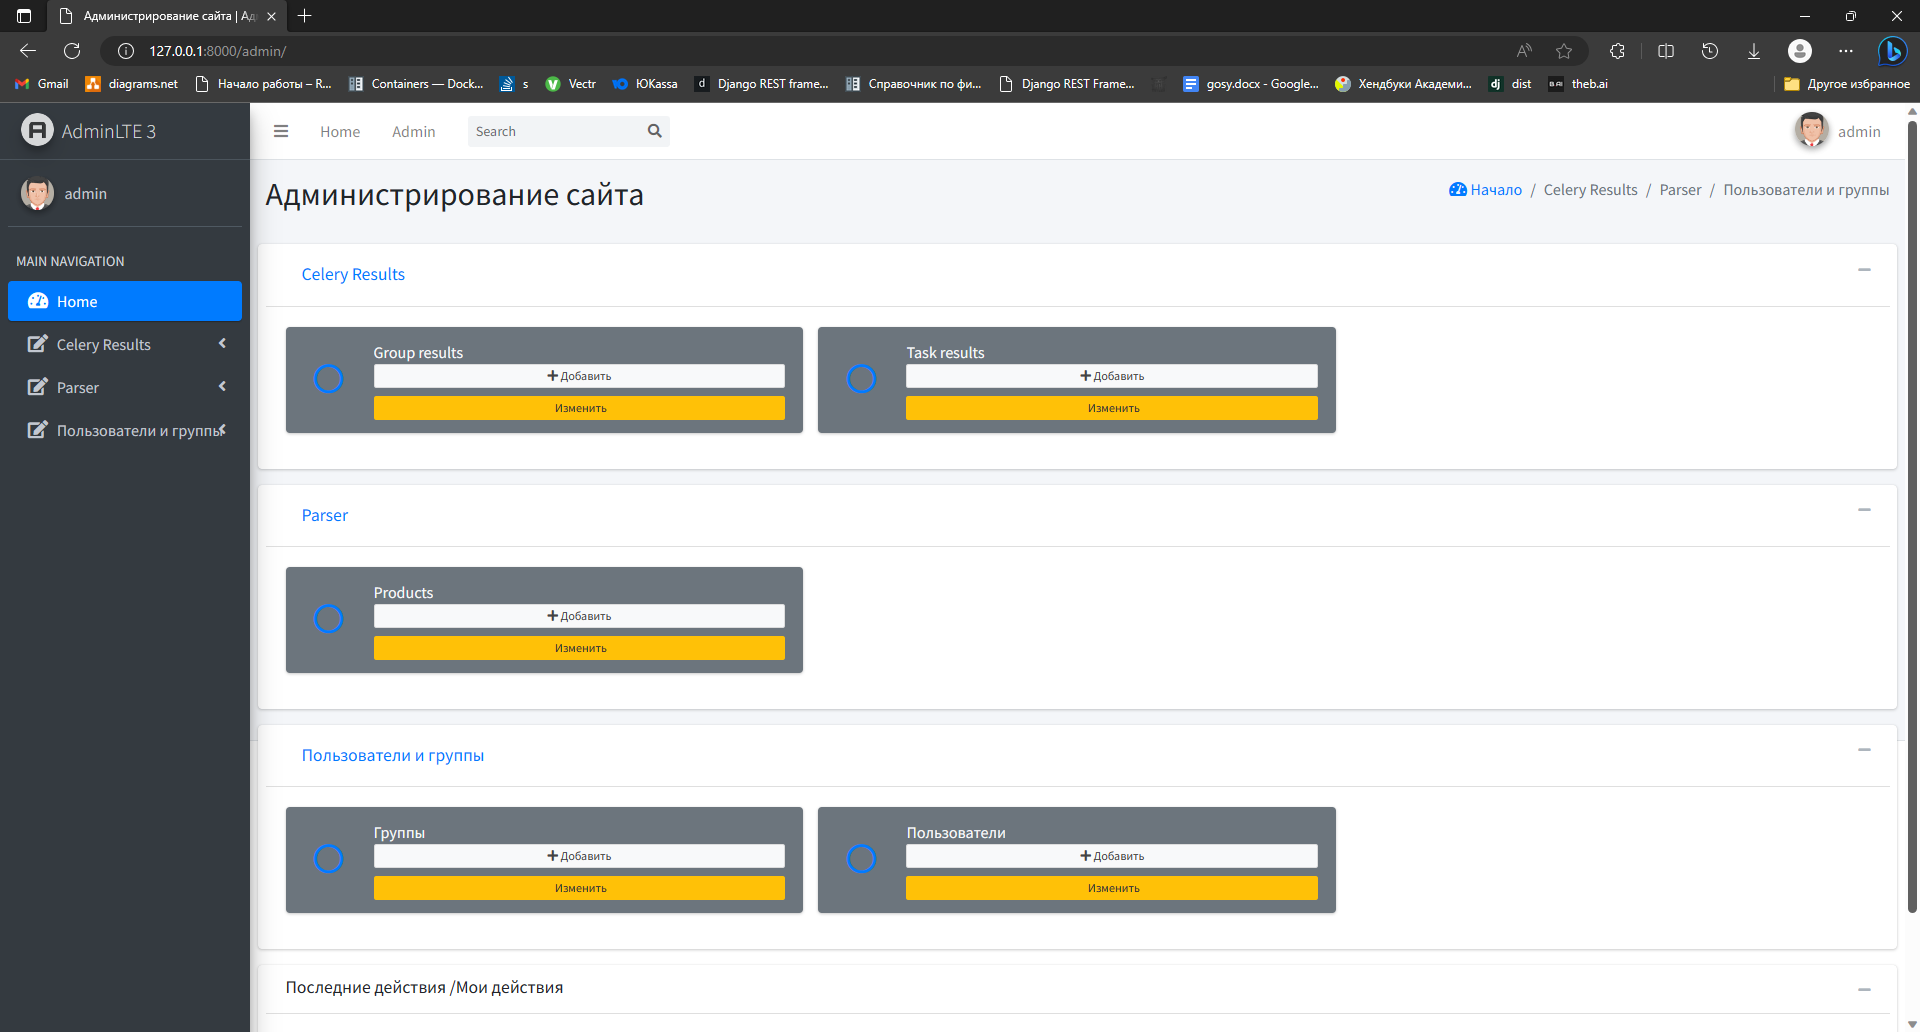 Администрирование сайта | Ад
127.0.0.1:8000/admin/
Gmail
diagrams.net
Начало работы – R...
Containers — Dock...
s
Vectr
ЮKassa
d
Django REST frame...
Справочник по фи...
Django REST Frame...
gosy.docx - Google...
Хендбуки Академи...
dj
dist
B AI
theb.ai
Другое избранное
AdminLTE 3
Home
Admin
Search
admin
admin
Администрирование сайта
Начало / Celery Results / Parser / Пользователи и группы
MAIN NAVIGATION
Home
Celery Results
Parser
Пользователи и группы
Celery Results
Group results
Добавить
Изменить
Task results
Добавить
Изменить
Parser
Products
Добавить
Изменить
Пользователи и группы
Группы
Добавить
Изменить
Пользователи
Добавить
Изменить
Последние действия /Мои действия